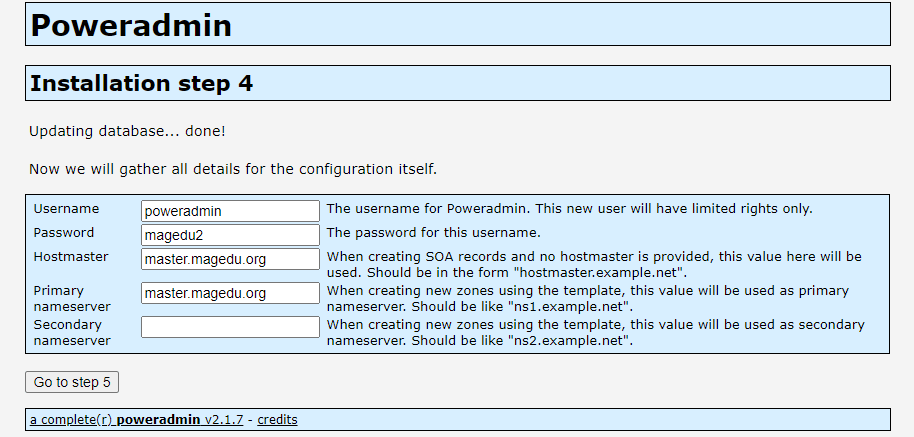 Poweradmin
Installation step 4
Updating database... done!
Now we will gather all details for the configuration itself.
Username poweradmin The username for Poweradmin. This new user will have limited rights only.
Password magedu2 The password for this username.
Hostmaster master.magedu.org When creating SOA records and no hostmaster is provided, this value here will be
used. Should be in the form "hostmaster.example.net".
Primary master.magedu.org When creating new zones using the template, this value will be used as primary
nameserver nameserver. Should be like "ns1.example.net".
Secondary When creating new zones using the template, this value will be used as secondary
nameserver nameserver. Should be like "ns2.example.net".
Go to step 5
a complete(r) poweradmin v2.1.7 - credits